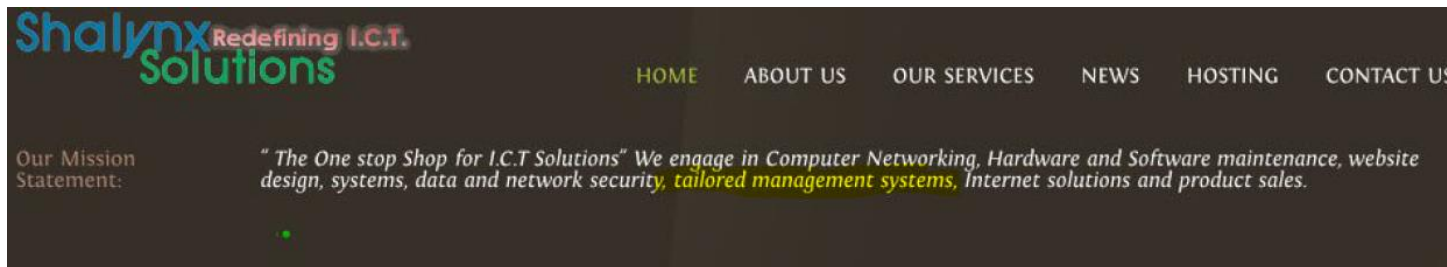 Shalynx Redefining I.C.T.
Solutions
HOME ABOUT US OUR SERVICES NEWS HOSTING CONTACT US
Our Mission
Statement:
“ The One stop Shop for I.C.T Solutions” We engage in Computer Networking, Hardware and Software maintenance, website
design, systems, data and network security, tailored management systems, Internet solutions and product sales.